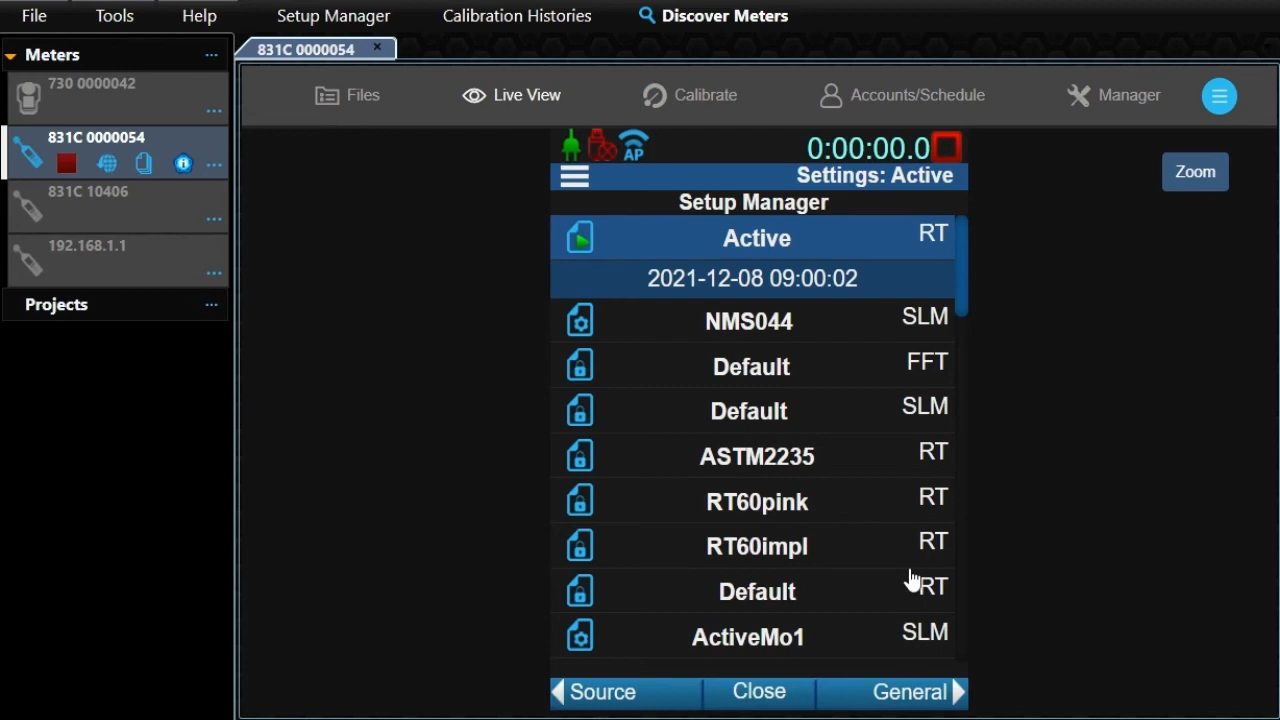 File Tools Help Setup Manager Calibration Histories Discover Meters
Meters ...
831C 0000054 ×
730 0000042
...
831C 0000054
...
831C 10406
...
192.168.1.1
...
Projects ...
Files Live View Calibrate Accounts/Schedule Manager
AP 0:00:00.0
Settings: Active
Zoom
Setup Manager
Active RT
2021-12-08 09:00:02
NMS044 SLM
Default FFT
Default SLM
ASTM2235 RT
RT60pink RT
RT60impl RT
Default RT
ActiveMo1 SLM
Source Close General